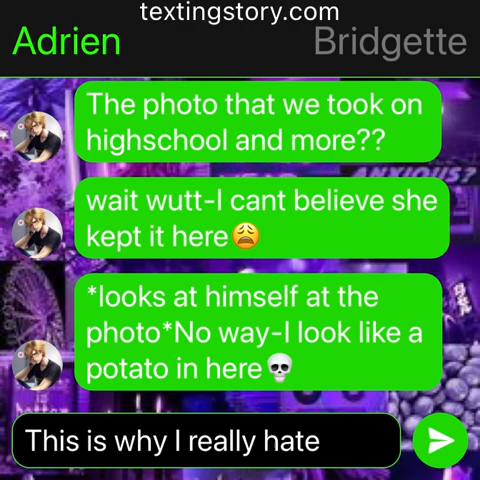 textingstory.com
Adrien Bridgette
The photo that we took on
highschool and more??
ANXIOUS?
wait wutt-I cant believe she
kept it here😩
*looks at himself at the
photo*No way-I look like a
potato in here💀
This is why I really hate